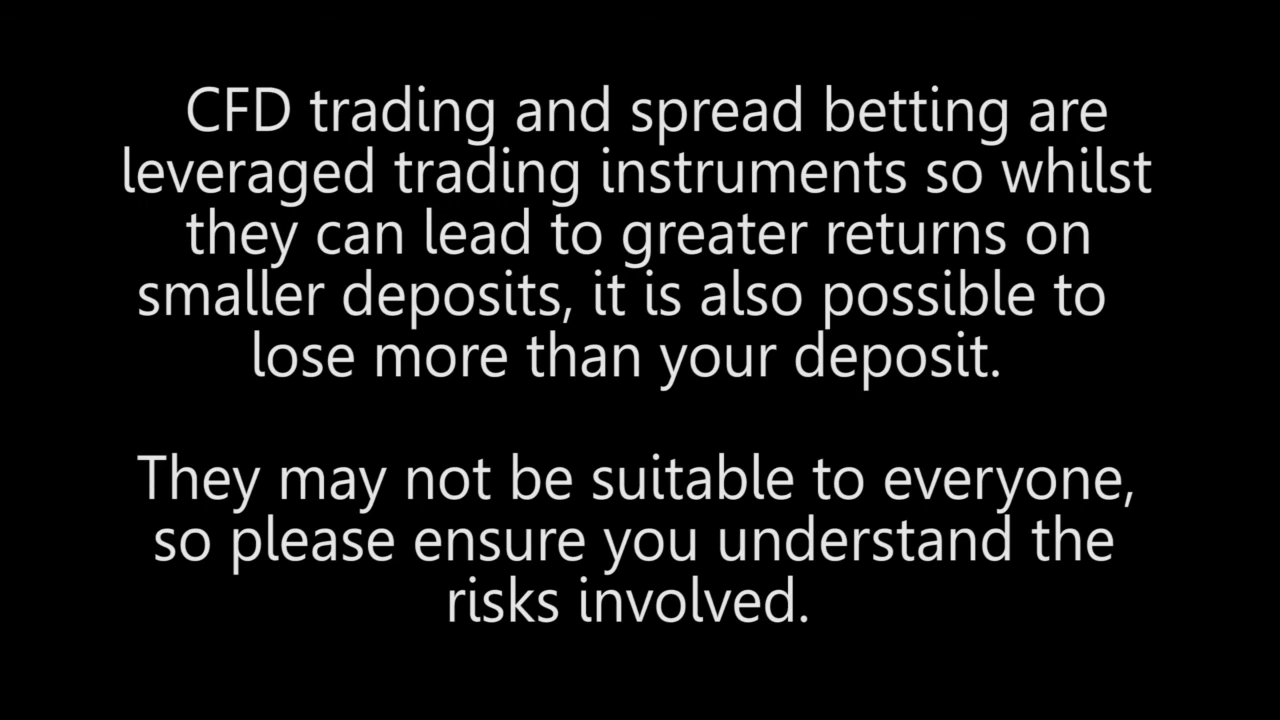 CFD trading and spread betting are
leveraged trading instruments so whilst
they can lead to greater returns on
smaller deposits, it is also possible to
lose more than your deposit.
They may not be suitable to everyone,
so please ensure you understand the
risks involved.